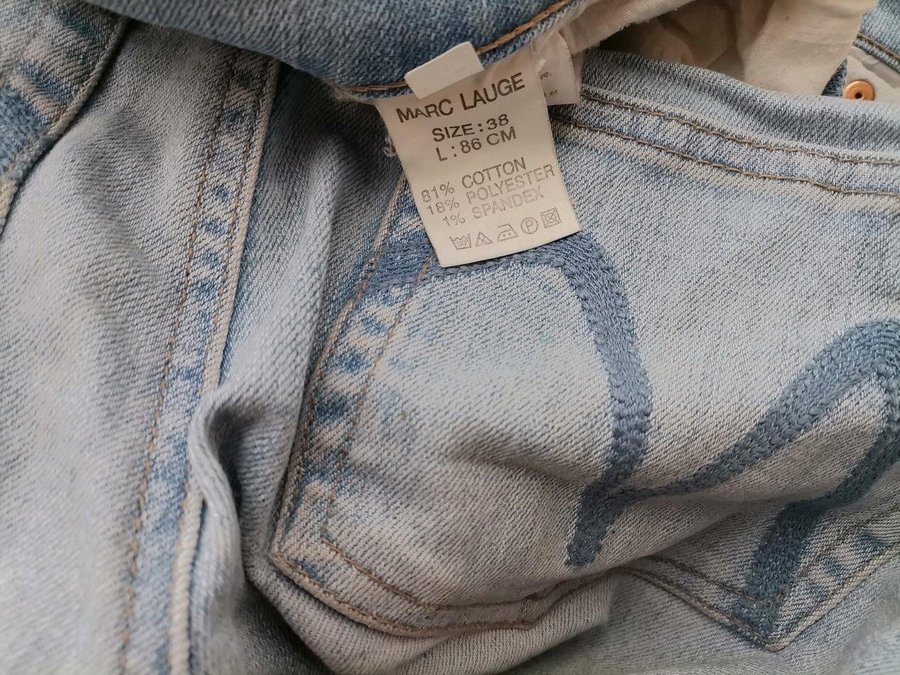 MARC LAUGE
SIZE:38
L:86 CM
81% COTTON
18% POLYESTER
1% SPANDEX